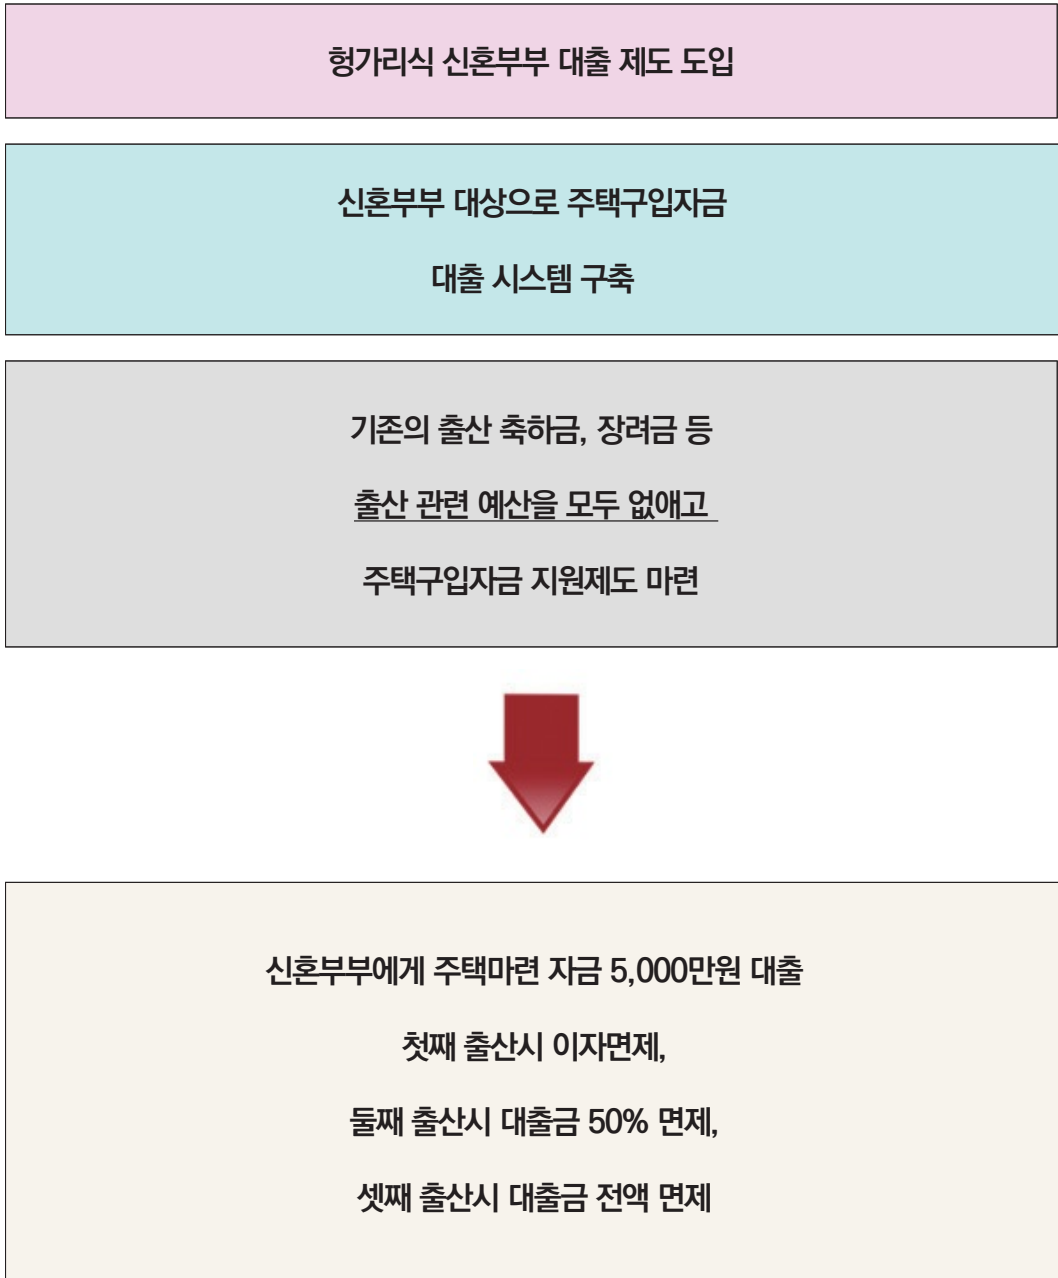 헝가리식 신혼부부 대출 제도 도입
신혼부부 대상으로 주택구입자금
대출 시스템 구축
기존의 출산 축하금, 장려금 등
출산 관련 예산을 모두 없애고
주택구입자금 지원제도 마련
신혼부부에게 주택마련 자금 5,000만원 대출
첫째 출산시 이자면제,
둘째 출산시 대출금 50% 면제,
셋째 출산시 대출금 전액 면제